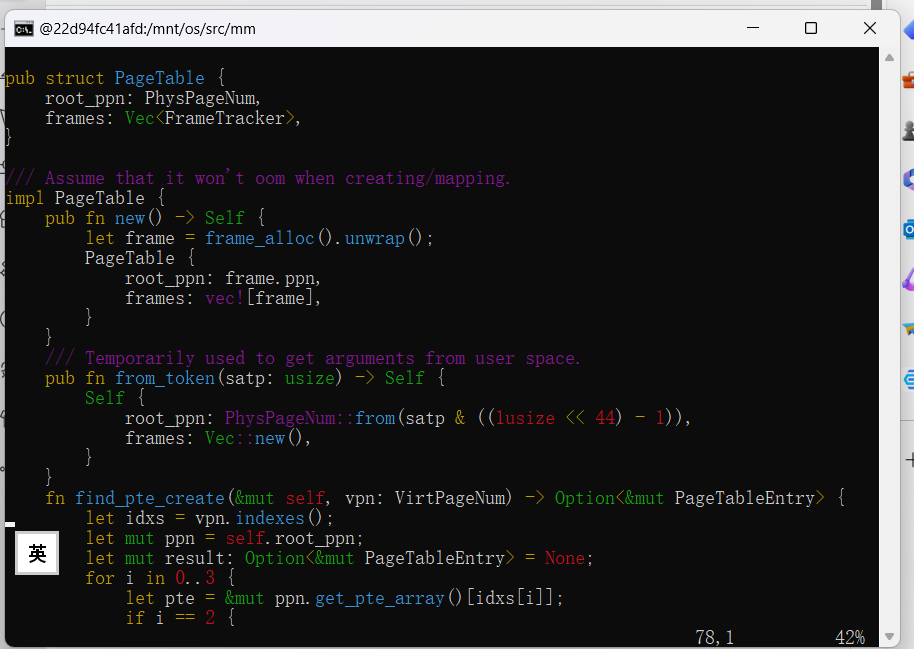 @22d94fc41afd:/mnt/os/src/mm
pub struct PageTable {
    root_ppn: PhysPageNum,
    frames: Vec<FrameTracker>,
}
/// Assume that it won't oom when creating/mapping.
impl PageTable {
    pub fn new() -> Self {
        let frame = frame_alloc().unwrap();
        PageTable {
            root_ppn: frame.ppn,
            frames: vec![frame],
        }
    }
    /// Temporarily used to get arguments from user space.
    pub fn from_token(satp: usize) -> Self {
        Self {
            root_ppn: PhysPageNum::from(satp & ((1usize << 44) - 1)),
            frames: Vec::new(),
        }
    }
    fn find_pte_create(&mut self, vpn: VirtPageNum) -> Option<&mut PageTableEntry> {
        let idxs = vpn.indexes();
        let mut ppn = self.root_ppn;
        let mut result: Option<&mut PageTableEntry> = None;
        for i in 0..3 {
            let pte = &mut ppn.get_pte_array()[idxs[i]];
            if i == 2 {
78,1 42%
英